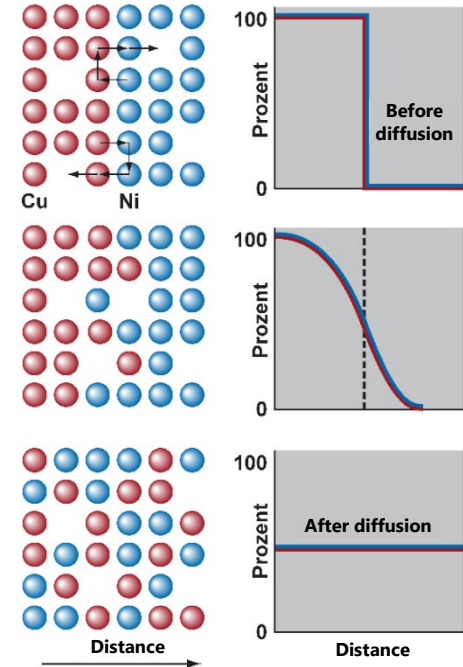 100
Prozent
Before
diffusion
0
Cu
Ni
100
Prozent
0
100
After diffusion
Prozent
0
Distance
Distance